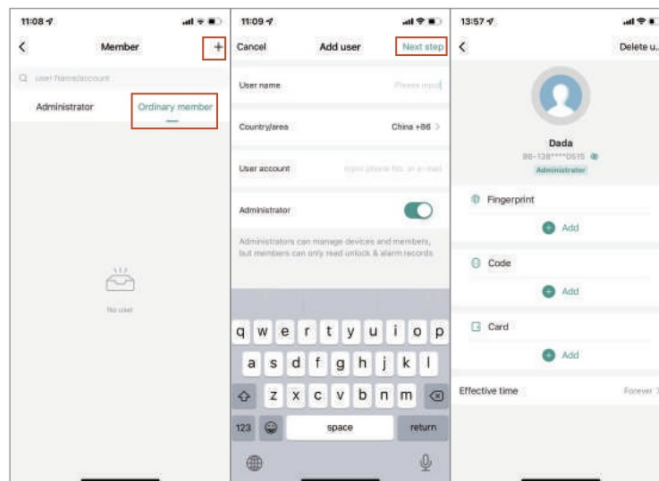 11:08
Member
+
user name/account
Administrator
Ordinary member
No user
11:09
Cancel
Add user
Next step
User name
Please input
Country/area
China +86 >
User account
Input phone No. or e-mail
Administrator
Administrators can manage devices and members,
but members can only read unlock & alarm records
q w e r t y u i o p
a s d f g h j k l
z x c v b n m
123
space
return
13:57
Delete u...
Dada
86-138****0515
Administrator
Fingerprint
Add
Code
Add
Card
Add
Effective time
Forever >